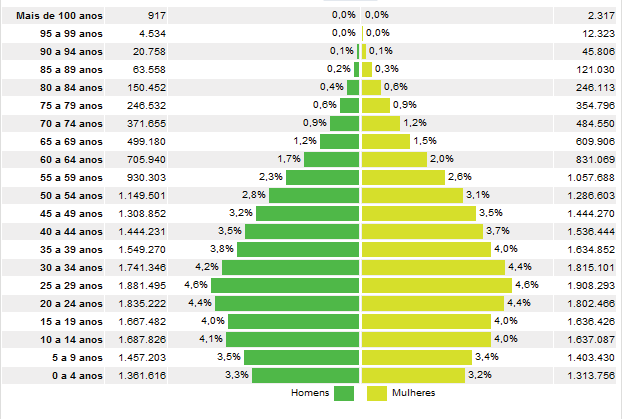 Mais de 100 anos 917 0,0% 0,0% 2.317
95 a 99 anos 4.534 0,0% 0,0% 12.323
90 a 94 anos 20.758 0,1% 0,1% 45.806
85 a 89 anos 63.558 0,2% 0,3% 121.030
80 a 84 anos 150.452 0,4% 0,6% 246.113
75 a 79 anos 246.532 0,6% 0,9% 354.796
70 a 74 anos 371.655 0,9% 1,2% 484.550
65 a 69 anos 499.180 1,2% 1,5% 609.906
60 a 64 anos 705.940 1,7% 2,0% 831.069
55 a 59 anos 930.303 2,3% 2,6% 1.057.688
50 a 54 anos 1.149.501 2,8% 3,1% 1.286.603
45 a 49 anos 1.308.852 3,2% 3,5% 1.444.270
40 a 44 anos 1.444.231 3,5% 3,7% 1.536.444
35 a 39 anos 1.549.270 3,8% 4,0% 1.634.852
30 a 34 anos 1.741.346 4,2% 4,4% 1.815.101
25 a 29 anos 1.881.495 4,6% 4,6% 1.908.293
20 a 24 anos 1.835.222 4,4% 4,4% 1.802.466
15 a 19 anos 1.667.482 4,0% 4,0% 1.636.426
10 a 14 anos 1.687.826 4,1% 4,0% 1.637.087
5 a 9 anos 1.457.203 3,5% 3,4% 1.403.430
0 a 4 anos 1.361.616 3,3% 3,2% 1.313.756
Homens Mulheres